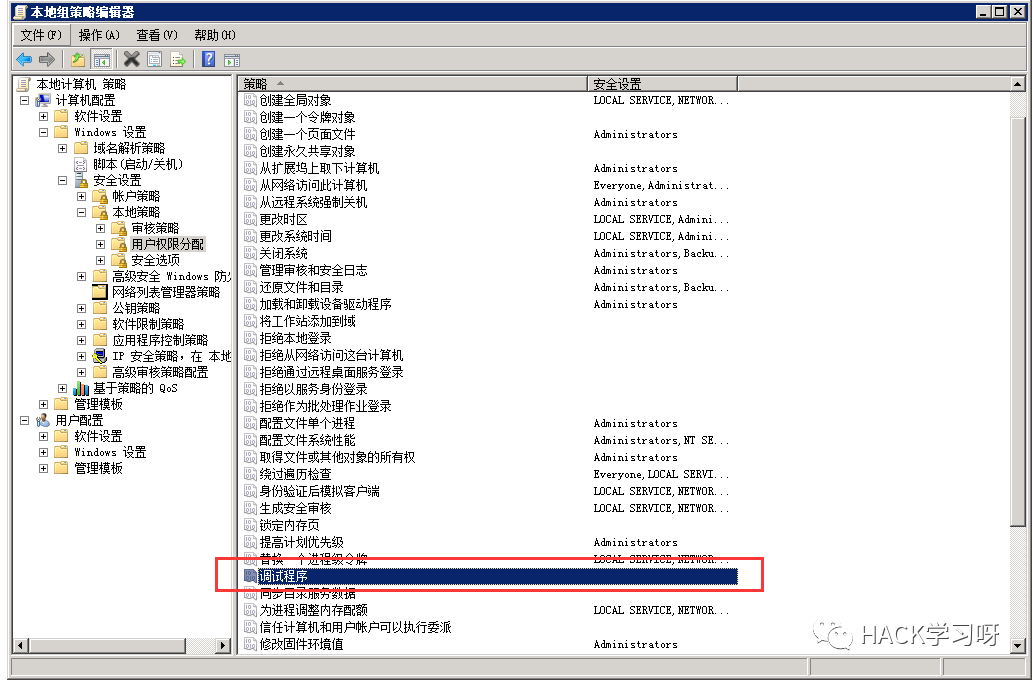 本地组策略编辑器
文件(F) 操作(A) 查看(V) 帮助(H)
本地计算机 策略
计算机配置
软件设置
Windows 设置
域名解析策略
脚本(启动/关机)
安全设置
帐户策略
本地策略
审核策略
用户权限分配
安全选项
高级安全 Windows 防火
网络列表管理器策略
公钥策略
软件限制策略
应用程序控制策略
IP 安全策略，在 本地
高级审核策略配置
基于策略的 QoS
管理模板
用户配置
软件设置
Windows 设置
管理模板
策略 安全设置
创建全局对象 LOCAL SERVICE,NETWOR...
创建一个令牌对象
创建一个页面文件 Administrators
创建永久共享对象
从扩展坞上取下计算机 Administrators
从网络访问此计算机 Everyone,Administrat...
从远程系统强制关机 Administrators
更改时区 LOCAL SERVICE,Admini...
更改系统时间 LOCAL SERVICE,Admini...
关闭系统 Administrators,Backu...
管理审核和安全日志 Administrators
还原文件和目录 Administrators,Backu...
加载和卸载设备驱动程序 Administrators
将工作站添加到域
拒绝本地登录
拒绝从网络访问这台计算机
拒绝通过远程桌面服务登录
拒绝以服务身份登录
拒绝作为批处理作业登录
配置文件单个进程 Administrators
配置文件系统性能 Administrators,NT SE...
取得文件或其他对象的所有权 Administrators
绕过遍历检查 Everyone,LOCAL SERVI...
身份验证后模拟客户端 LOCAL SERVICE,NETWOR...
生成安全审核 LOCAL SERVICE,NETWOR...
锁定内存页
提高计划优先级 Administrators
替换一个进程级令牌 LOCAL SERVICE,NETWOR...
调试程序
同步目录服务数据
为进程调整内存配额 LOCAL SERVICE,NETWOR...
信任计算机和用户帐户可以执行委派
修改固件环境值 Administrators
HACK学习呀